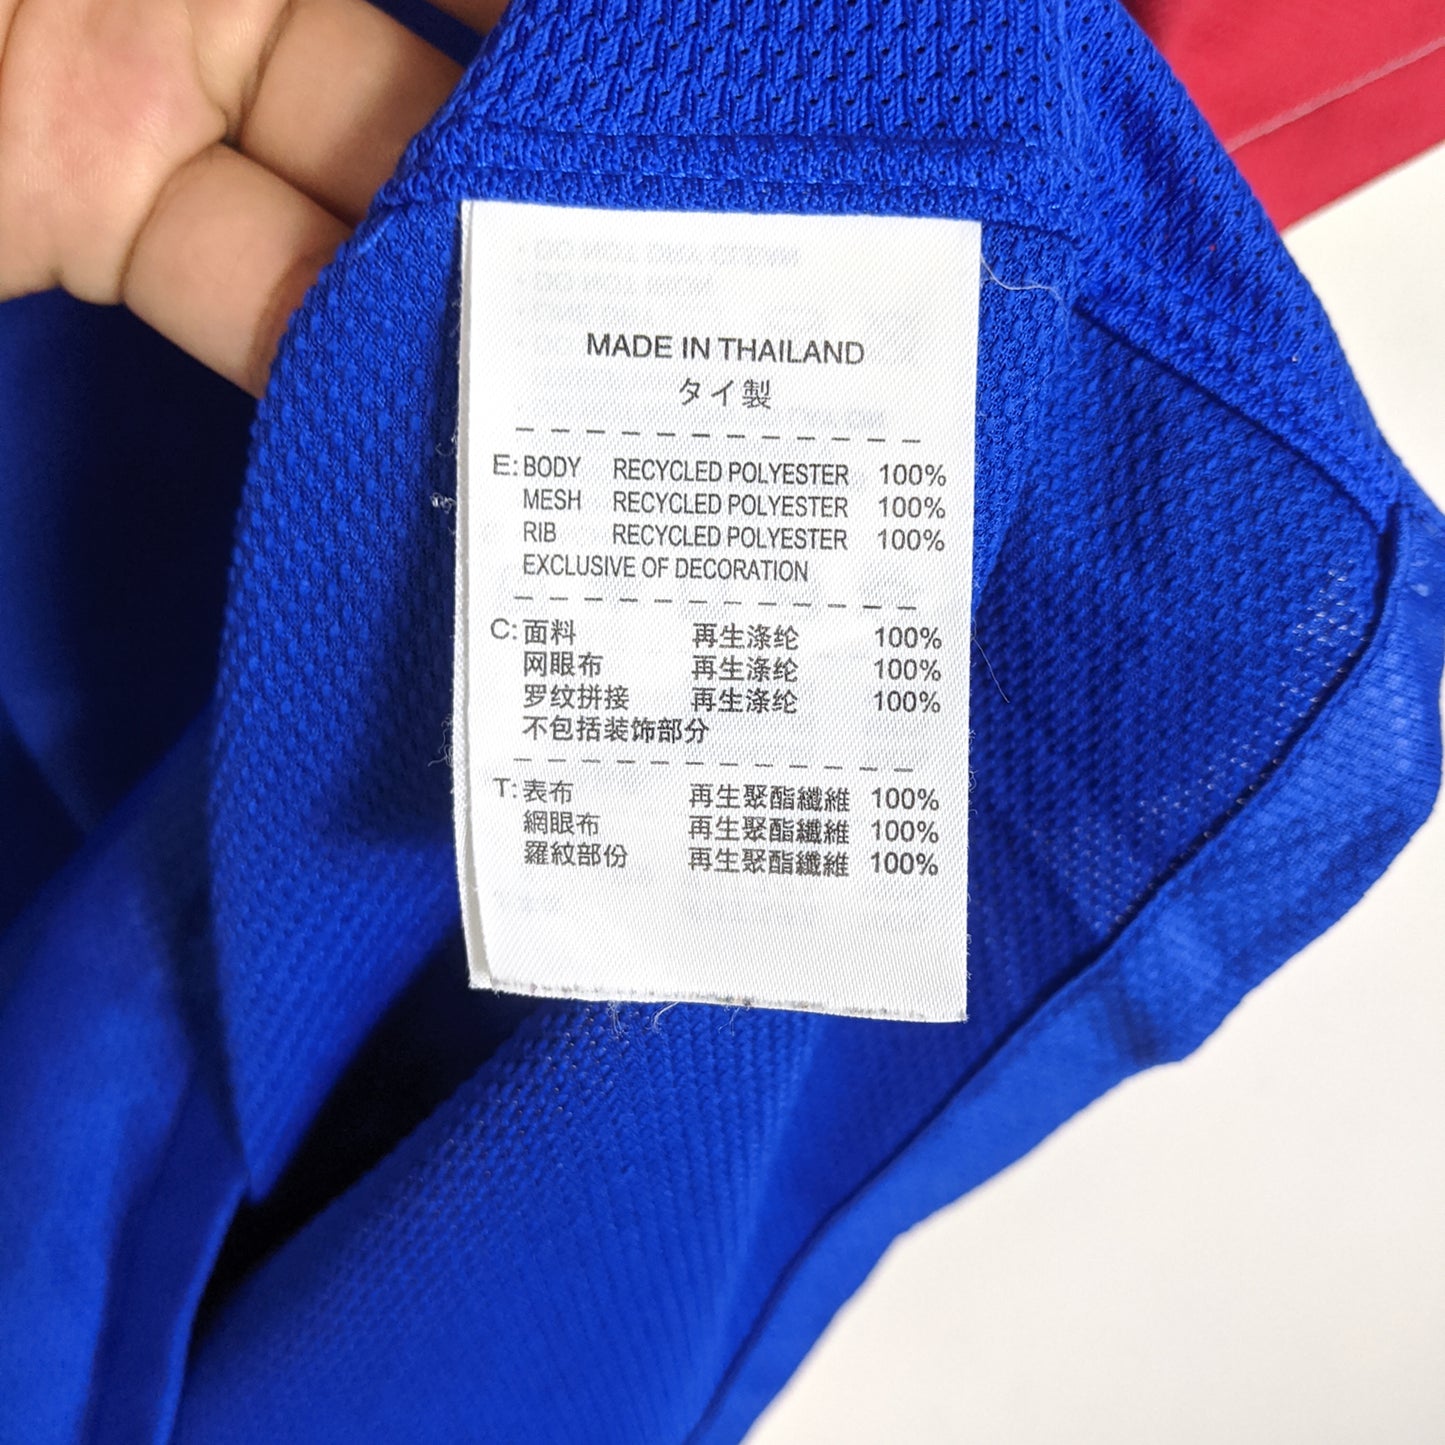 MADE IN THAILAND
タイ製
E: BODY RECYCLED POLYESTER 100%
MESH RECYCLED POLYESTER 100%
RIB RECYCLED POLYESTER 100%
EXCLUSIVE OF DECORATION
C: 面料 再生涤纶 100%
网眼布 再生涤纶 100%
罗纹拼接 再生涤纶 100%
不包括装饰部分
T: 表布 再生聚酯纖維 100%
網眼布 再生聚酯纖維 100%
羅紋部份 再生聚酯纖維 100%